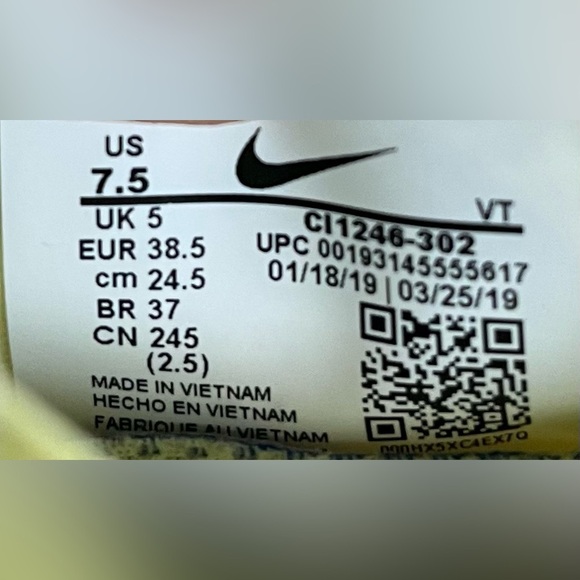 US
7.5
VT
UK 5
CI1246-302
EUR 38.5
UPC 00193145555617
cm 24.5
01/18/19 | 03/25/19
BR 37
CN 245
(2.5)
MADE IN VIETNAM
HECHO EN VIETNAM
FABRIQUE AU VIETNAM